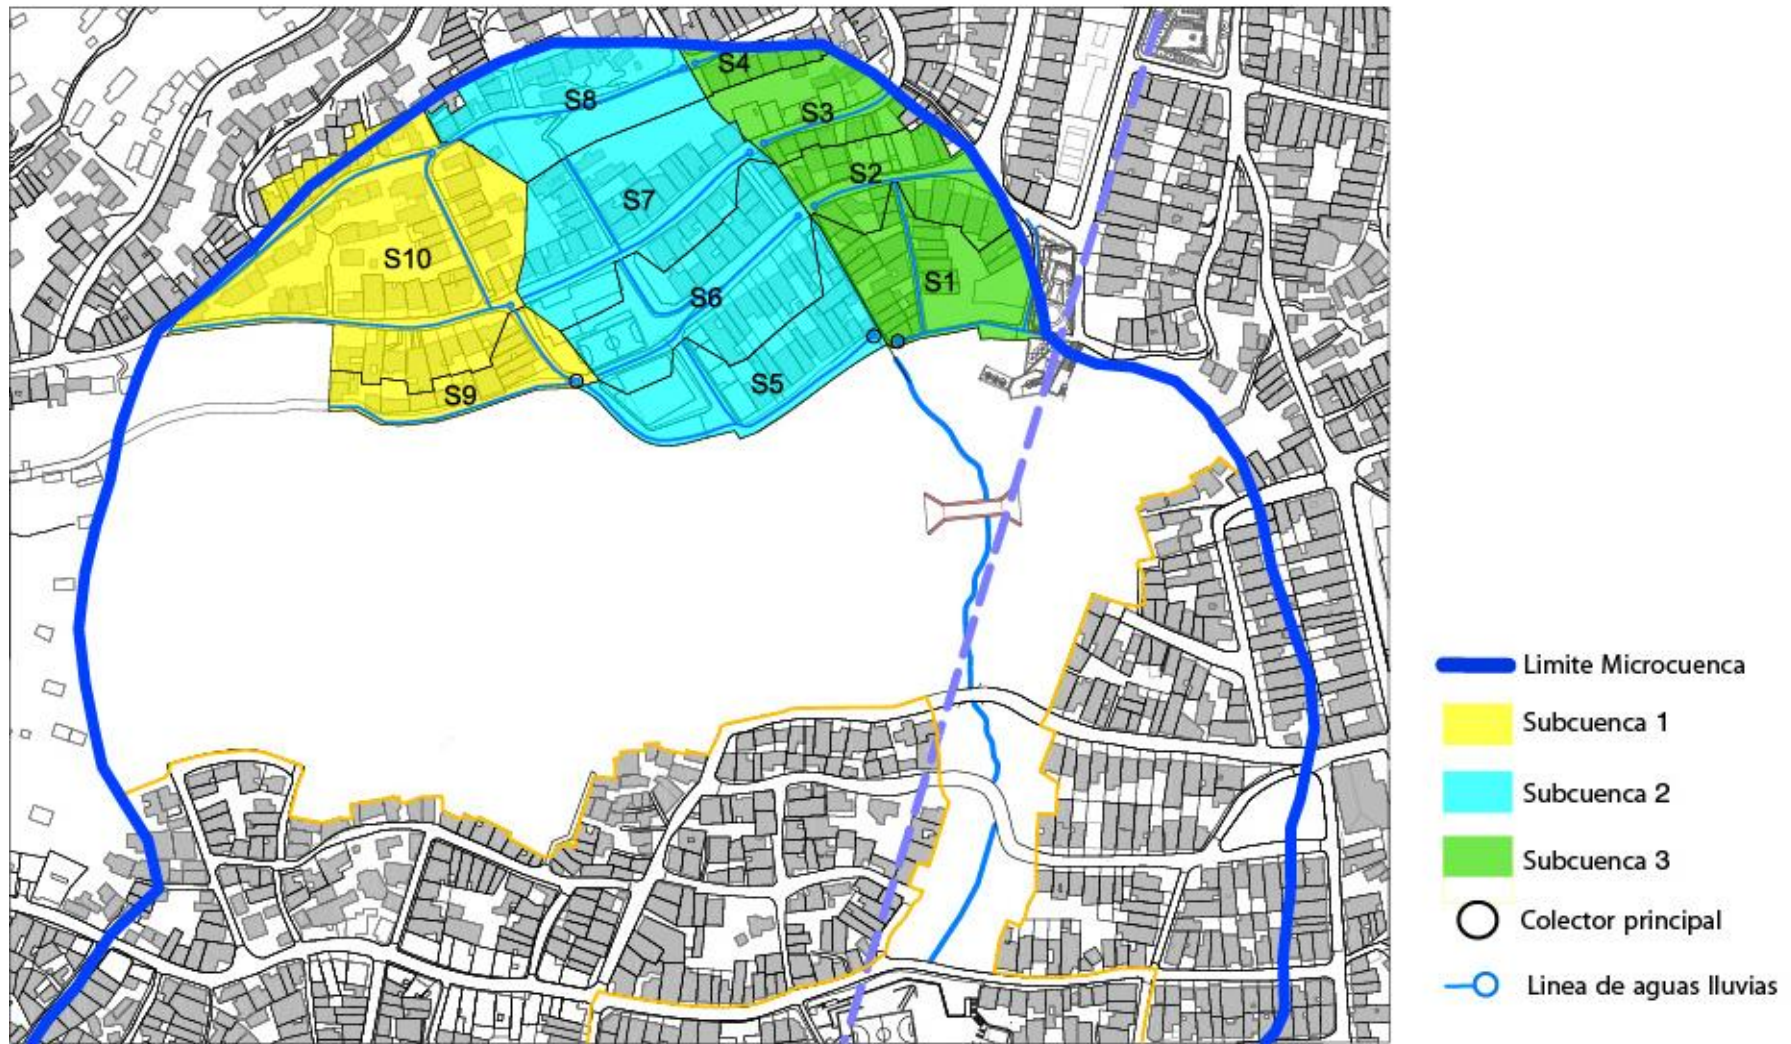 S4
S8
S3
S2
S7
S10
S1
S6
S5
S9
Limite Microcuenca
Subcuenca 1
Subcuenca 2
Subcuenca 3
Colector principal
Linea de aguas lluvias